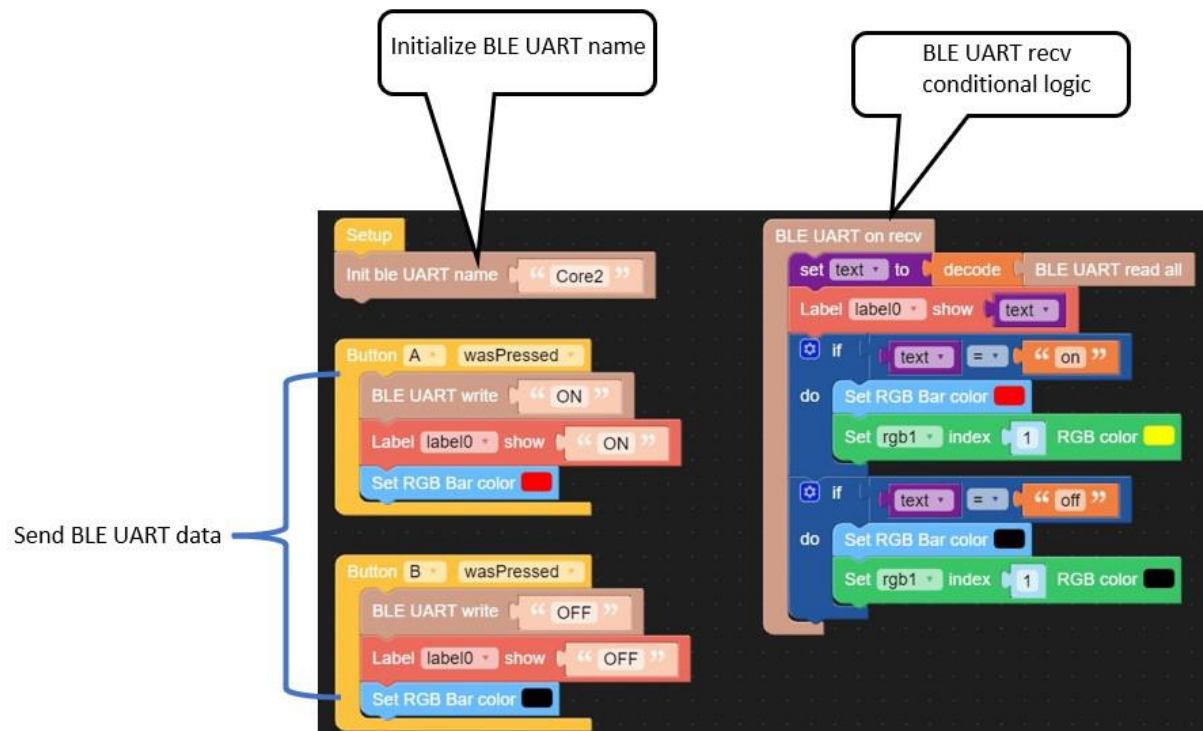 Initialize BLE UART name
BLE UART recv
conditional logic
Setup
Init ble UART name “ Core2 ”
Button A wasPressed
BLE UART write “ ON ”
Label label0 show “ ON ”
Set RGB Bar color
Send BLE UART data
Button B wasPressed
BLE UART write “ OFF ”
Label label0 show “ OFF ”
Set RGB Bar color
BLE UART on recv
set text to decode BLE UART read all
Label label0 show text
if text = “ on ”
do Set RGB Bar color
Set rgb1 index 1 RGB color
if text = “ off ”
do Set RGB Bar color
Set rgb1 index 1 RGB color